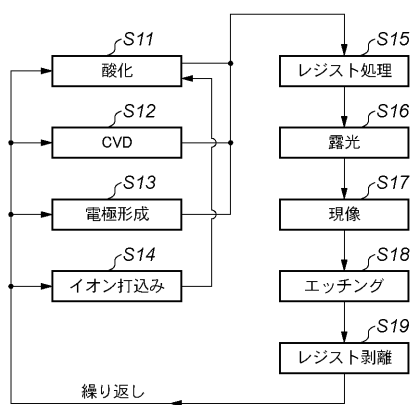 S11
酸化
S12
CVD
S13
電極形成
S14
イオン打込み
S15
レジスト処理
S16
露光
S17
現像
S18
エッチング
S19
レジスト剥離
繰り返し